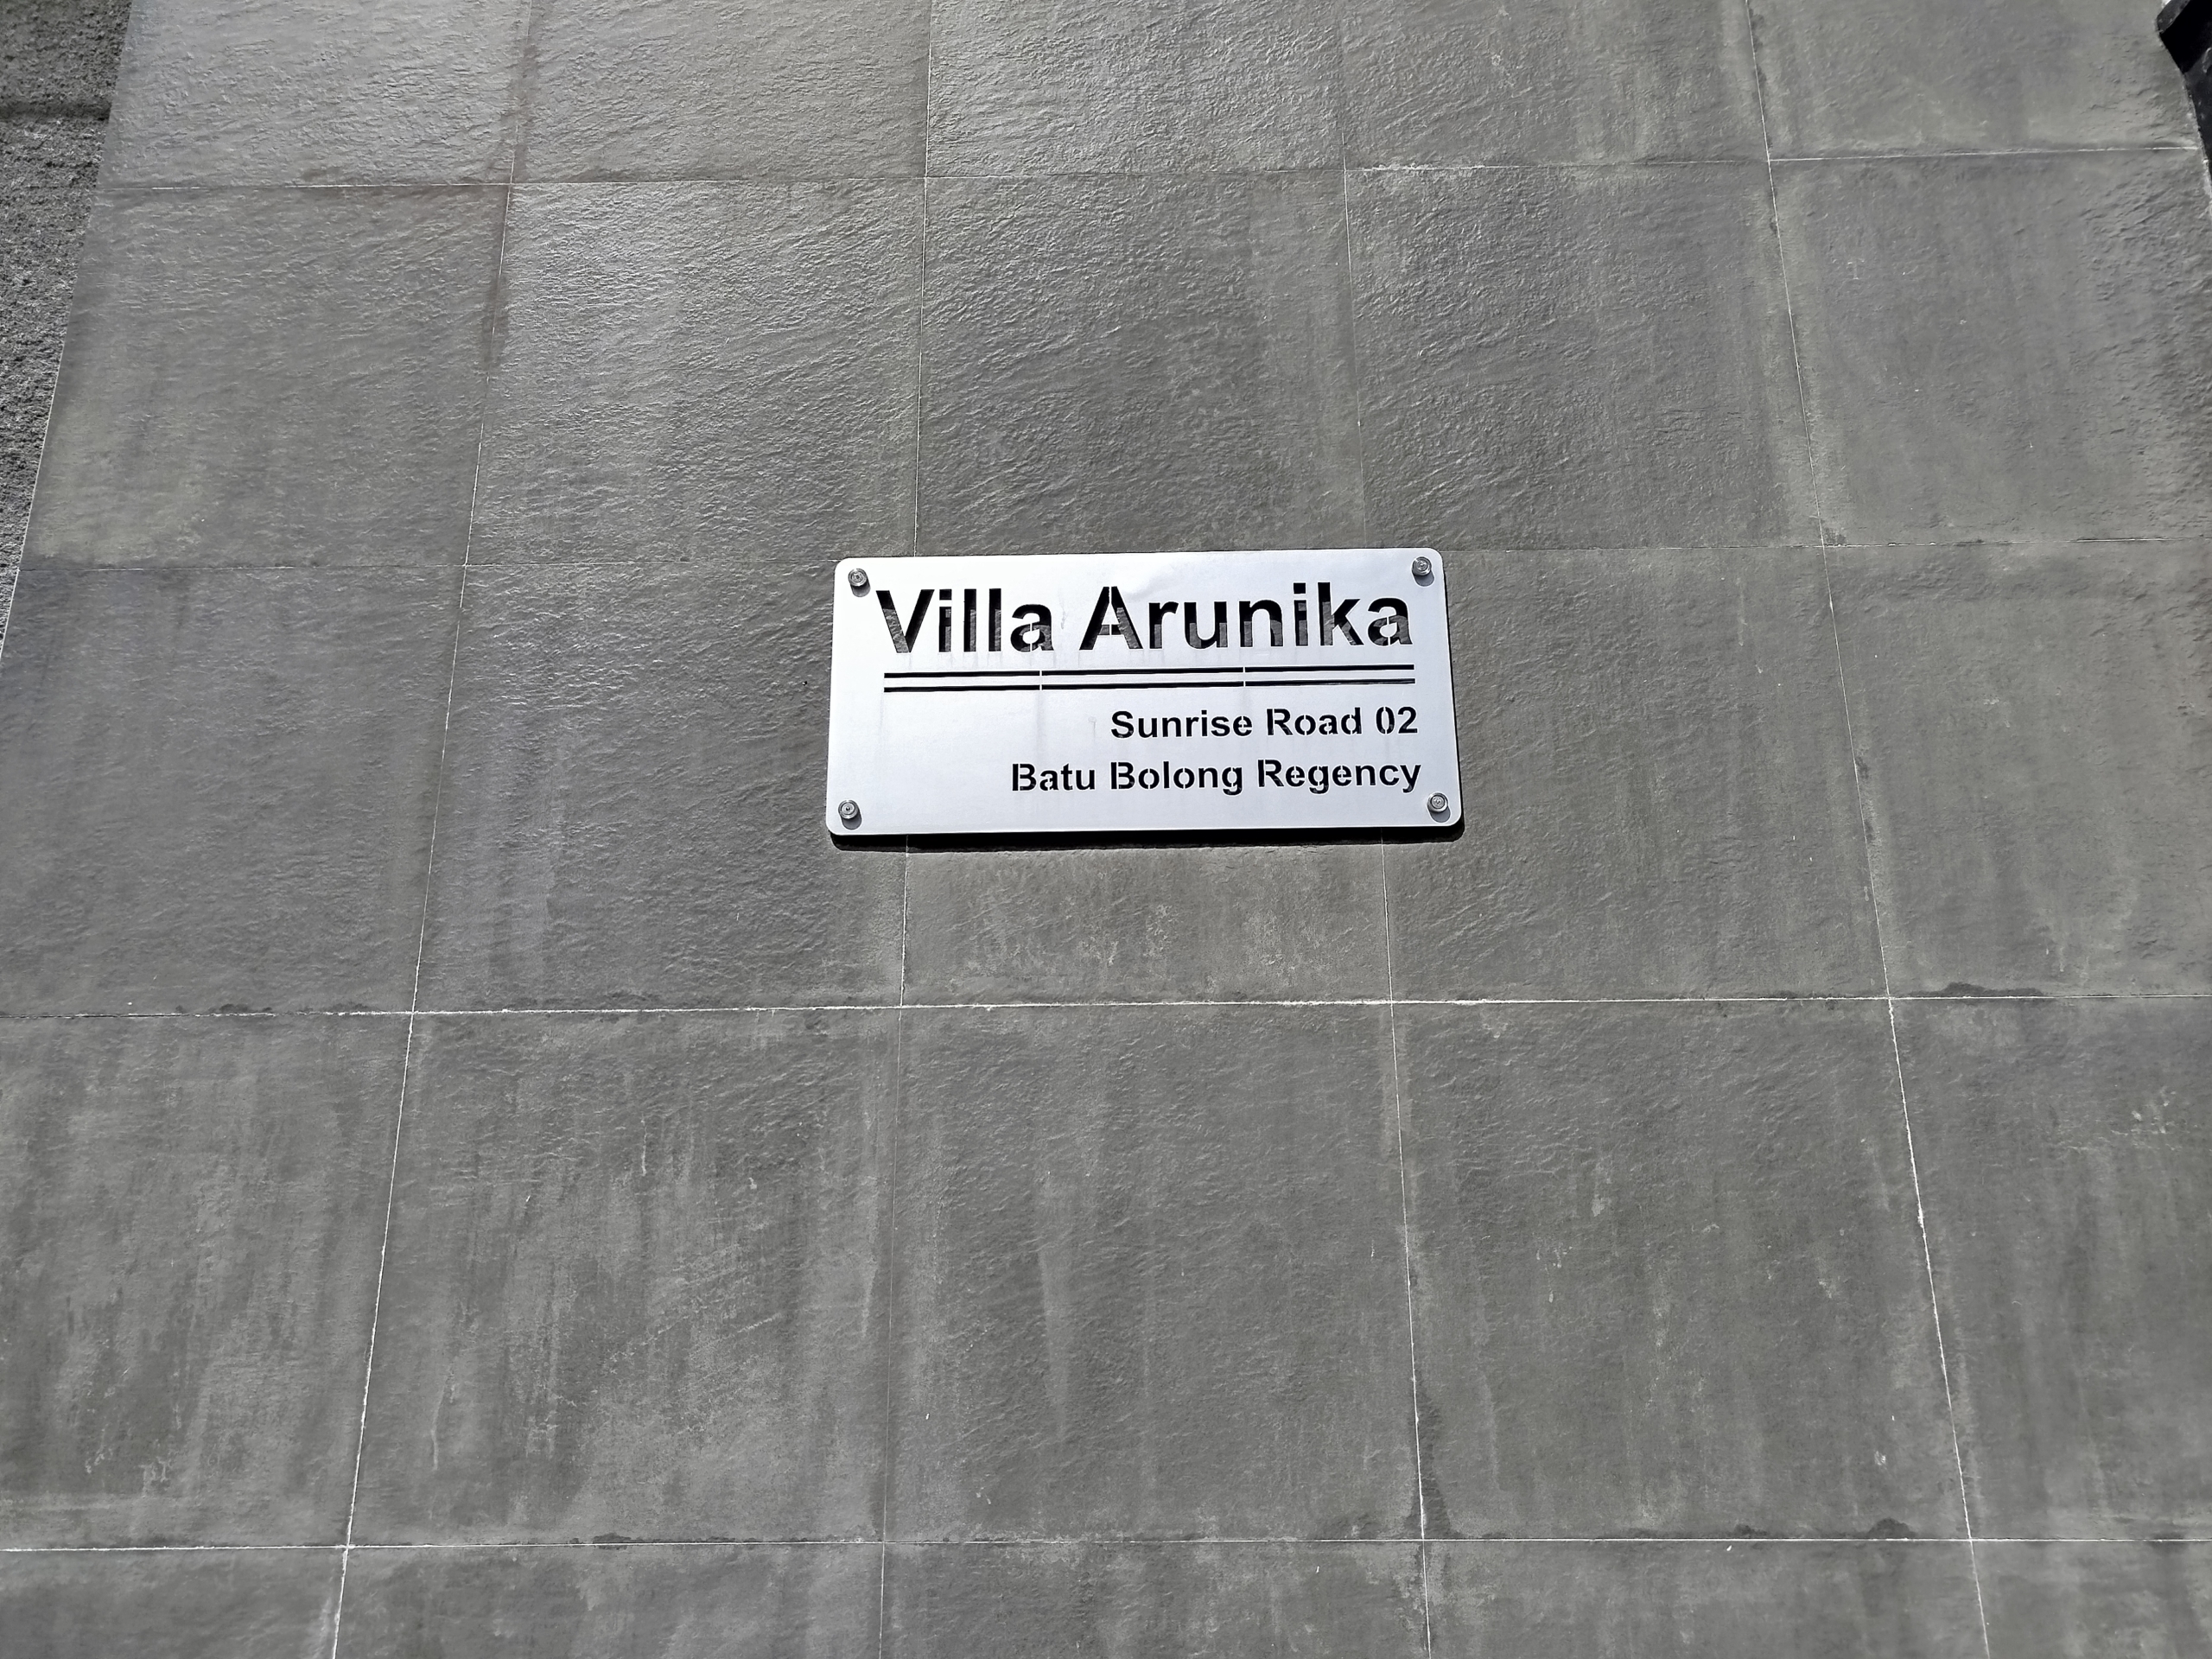 Villa Arunika
Sunrise Road 02
Batu Bolong Regency